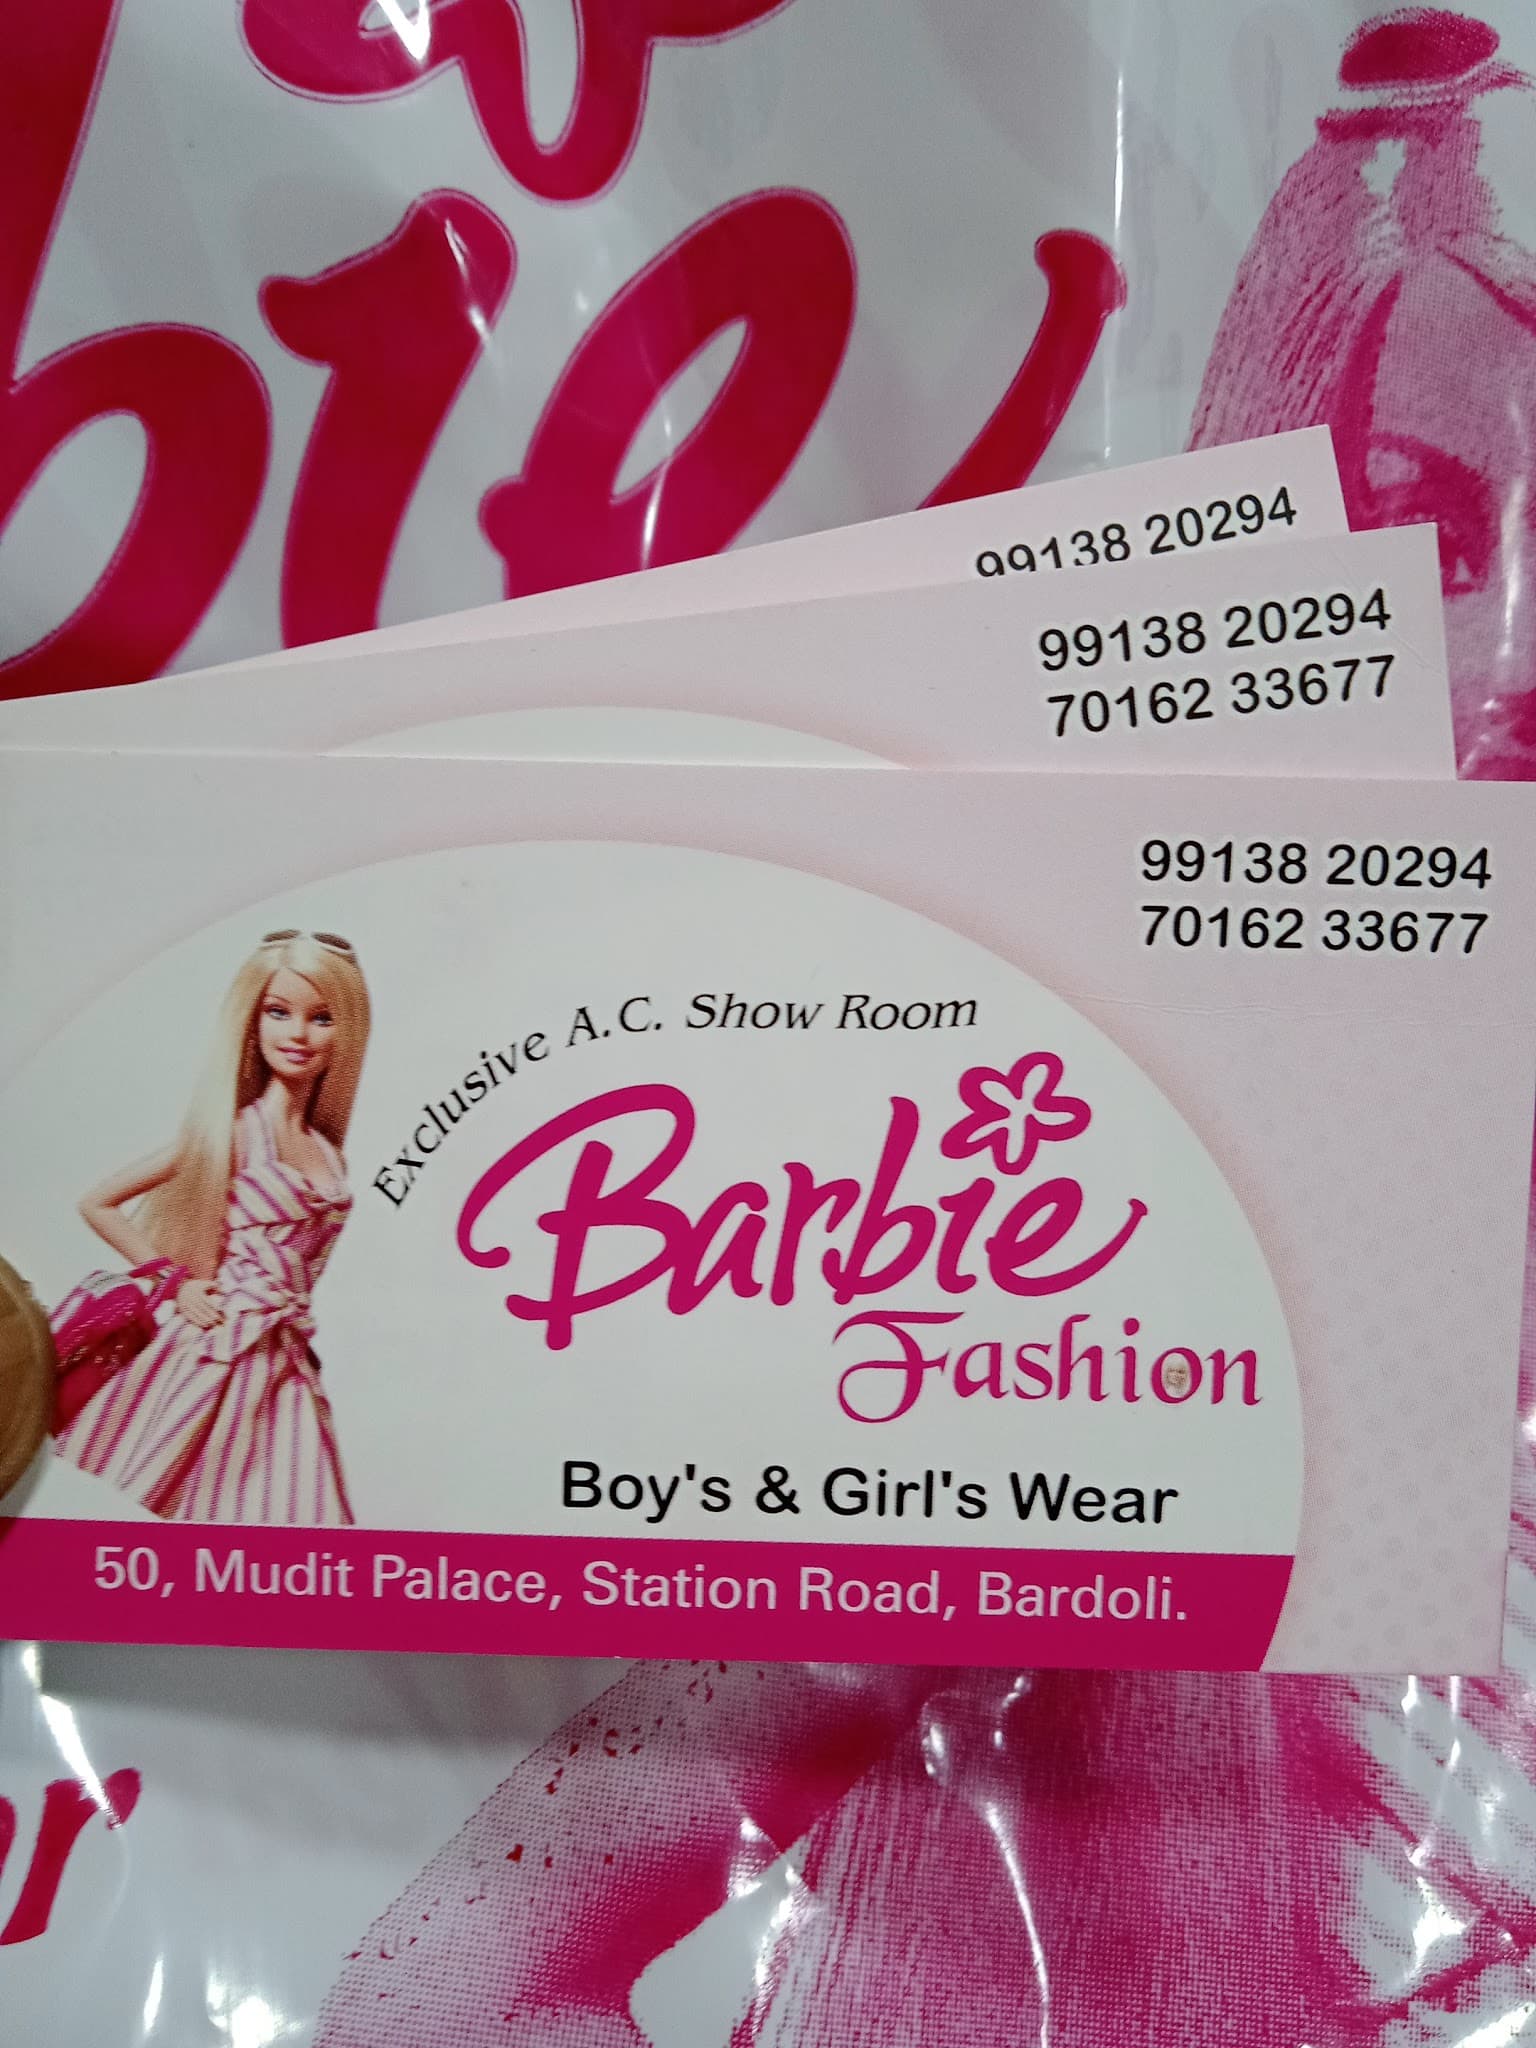 99138 20294
99138 20294
70162 33677
99138 20294
70162 33677
Exclusive A.C. Show Room
Barbie
Fashion
Boy's & Girl's Wear
50, Mudit Palace, Station Road, Bardoli.